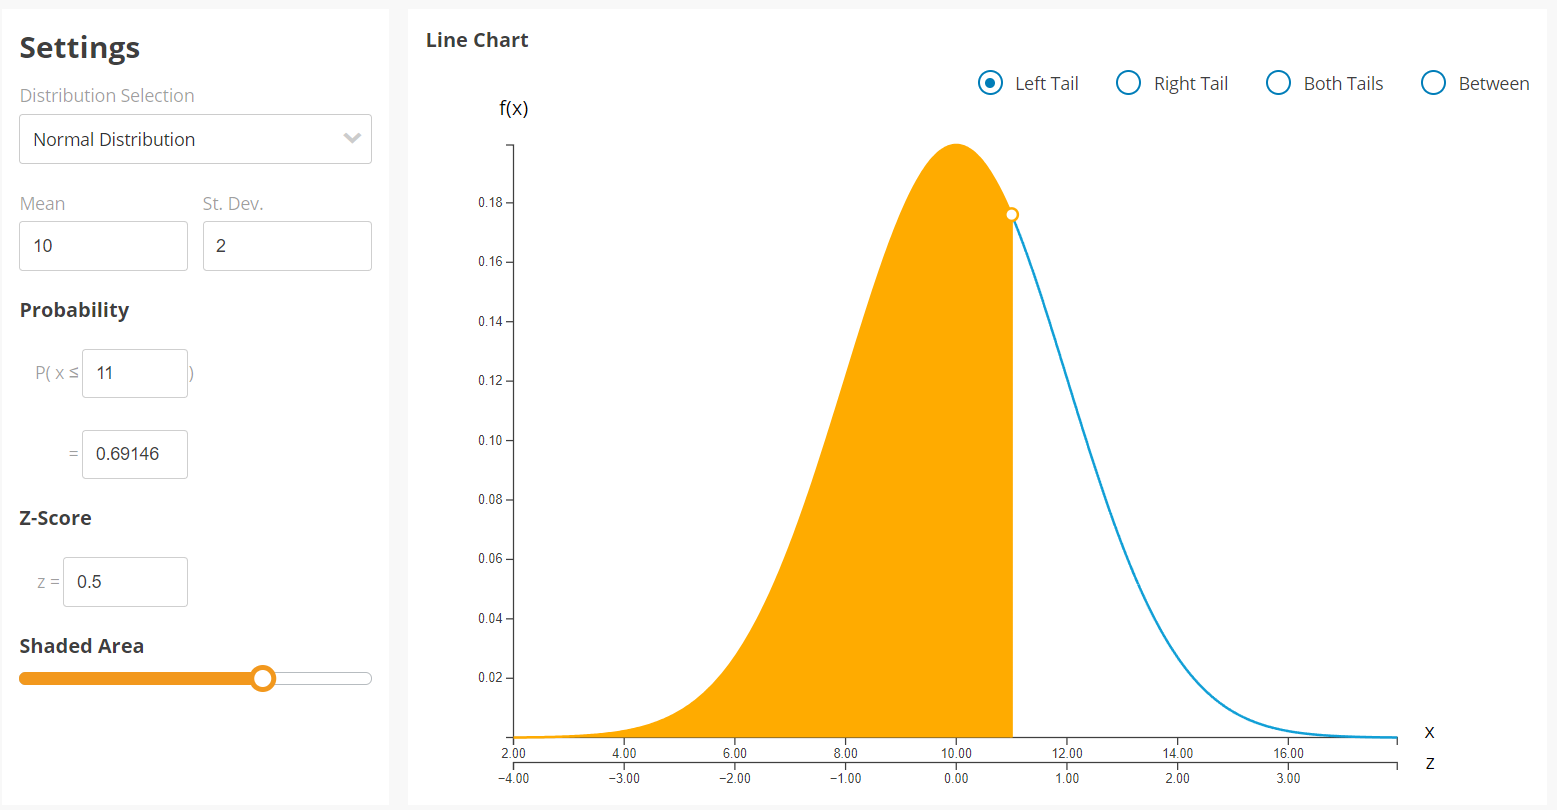 Settings
Distribution Selection
Normal Distribution
Mean St. Dev.
10 2
Probability
P( x ≤ 11 )
= 0.69146
Z-Score
z = 0.5
Shaded Area
Line Chart
Left Tail Right Tail Both Tails Between
f(x)
0.18
0.16
0.14
0.12
0.10
0.08
0.06
0.04
0.02
X
2.00 4.00 6.00 8.00 10.00 12.00 14.00 16.00
Z
−4.00 −3.00 −2.00 −1.00 0.00 1.00 2.00 3.00